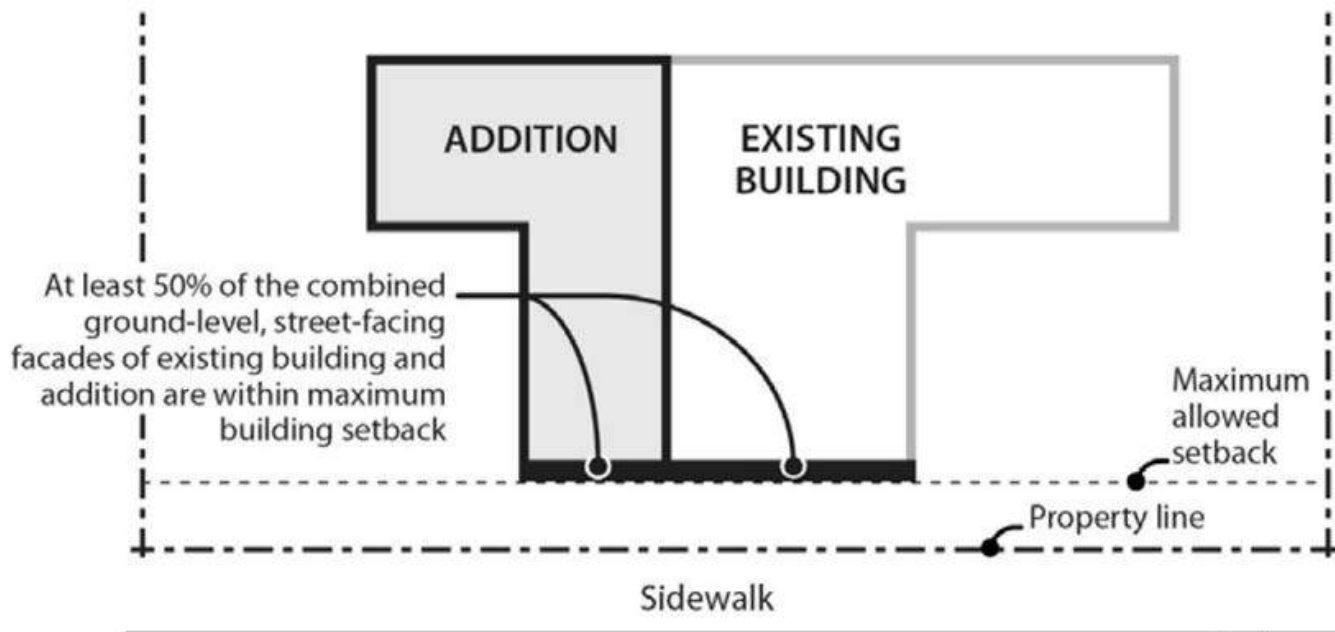 ADDITION
EXISTING
BUILDING
At least 50% of the combined
ground-level, street-facing
facades of existing building and
addition are within maximum
building setback
Maximum
allowed
setback
Property line
Sidewalk